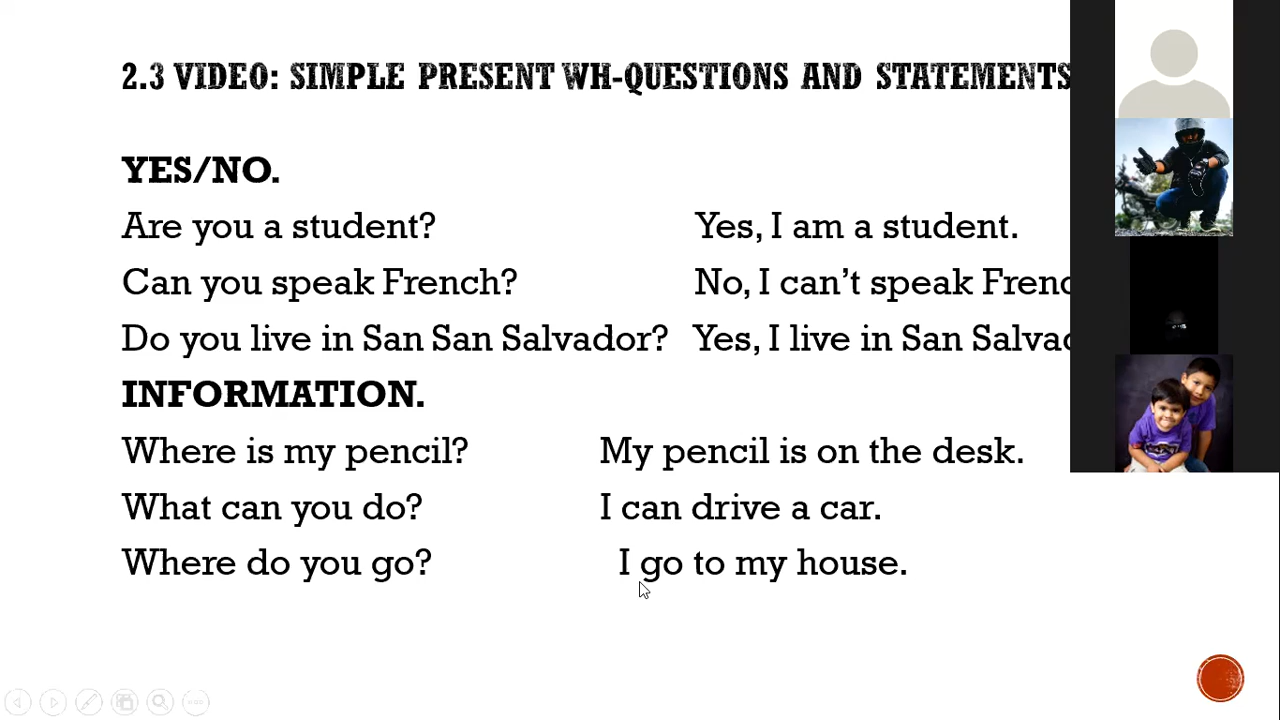 2.3 VIDEO: SIMPLE PRESENT WH-QUESTIONS AND STATEMENTS
YES/NO.
Are you a student? Yes, I am a student.
Can you speak French? No, I can’t speak Frenc
Do you live in San San Salvador? Yes, I live in San Salvad
INFORMATION.
Where is my pencil? My pencil is on the desk.
What can you do? I can drive a car.
Where do you go? I go to my house.